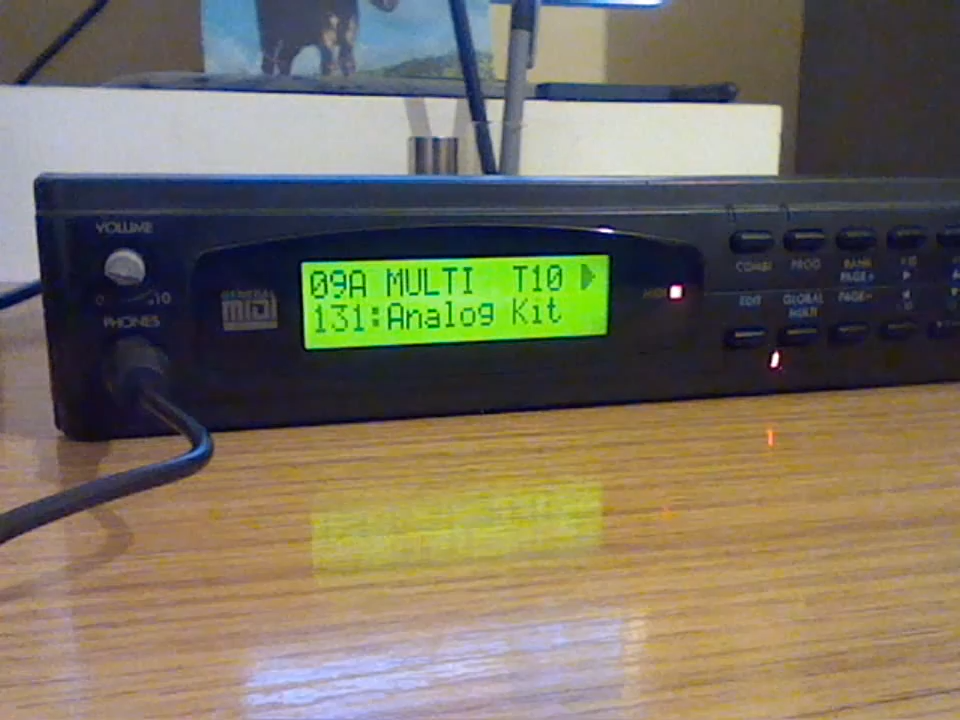 VOLUME
0 10
PHONES
GENERAL
MIDI
09A MULTI T10
131:Analog Kit
MIDI
COMBI
PROG
BANK
PAGE+
10
EDIT
GLOBAL
MULTI
PAGE-